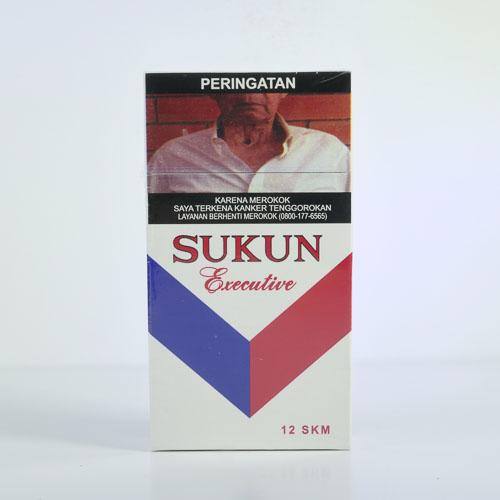 PERINGATAN
KARENA MEROKOK
SAYA TERKENA KANKER TENGGOROKAN
LAYANAN BERHENTI MEROKOK (0800-177-6565)
SUKUN
Executive
12 SKM